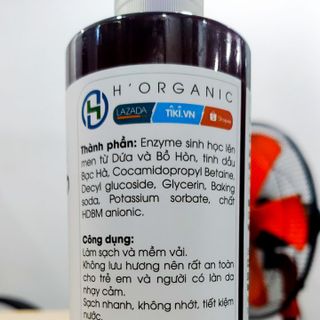 H'ORGANIC
LAZADA TIKI.VN Shopee
Thành phần: Enzyme sinh học lên
men từ Dứa và Bồ Hòn, tinh dầu
Bạc Hà, Cocamidopropyl Betaine,
Decyl glucoside, Glycerin, Baking
soda, Potassium sorbate, chất
HDBM anionic.
Công dụng:
Làm sạch và mềm vải.
Không lưu hương nên rất an toàn
cho trẻ em và người có làn da
nhạy cảm.
Sạch nhanh, không nhớt, tiết kiệm
nước.